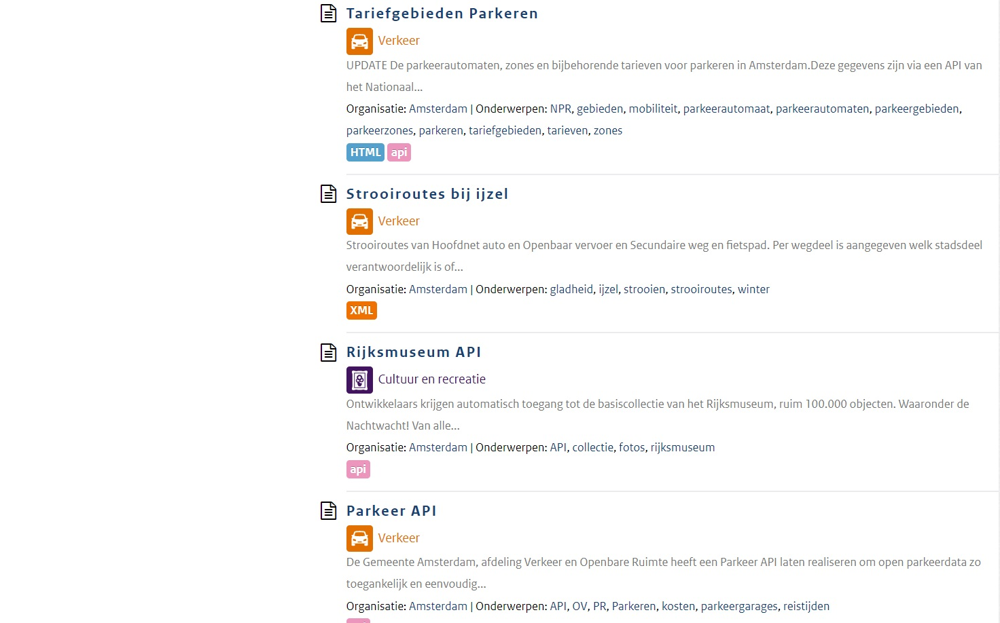 Tariefgebieden Parkeren
Verkeer
UPDATE De parkeerautomaten, zones en bijbehorende tarieven voor parkeren in Amsterdam.Deze gegevens zijn via een API van
het Nationaal...
Organisatie: Amsterdam | Onderwerpen: NPR, gebieden, mobiliteit, parkeerautomaat, parkeerautomaten, parkeergebieden,
parkeerzones, parkeren, tariefgebieden, tarieven, zones
HTML api
Strooiroutes bij ijzel
Verkeer
Strooiroutes van Hoofdnet auto en Openbaar vervoer en Secundaire weg en fietspad. Per wegdeel is aangegeven welk stadsdeel
verantwoordelijk is of...
Organisatie: Amsterdam | Onderwerpen: gladheid, ijzel, strooien, strooiroutes, winter
XML
Rijksmuseum API
Cultuur en recreatie
Ontwikkelaars krijgen automatisch toegang tot de basiscollectie van het Rijksmuseum, ruim 100.000 objecten. Waaronder de
Nachtwacht! Van alle...
Organisatie: Amsterdam | Onderwerpen: API, collectie, fotos, rijksmuseum
api
Parkeer API
Verkeer
De Gemeente Amsterdam, afdeling Verkeer en Openbare Ruimte heeft een Parkeer API laten realiseren om open parkeerdata zo
toegankelijk en eenvoudig...
Organisatie: Amsterdam | Onderwerpen: API, OV, PR, Parkeren, kosten, parkeergarages, reistijden